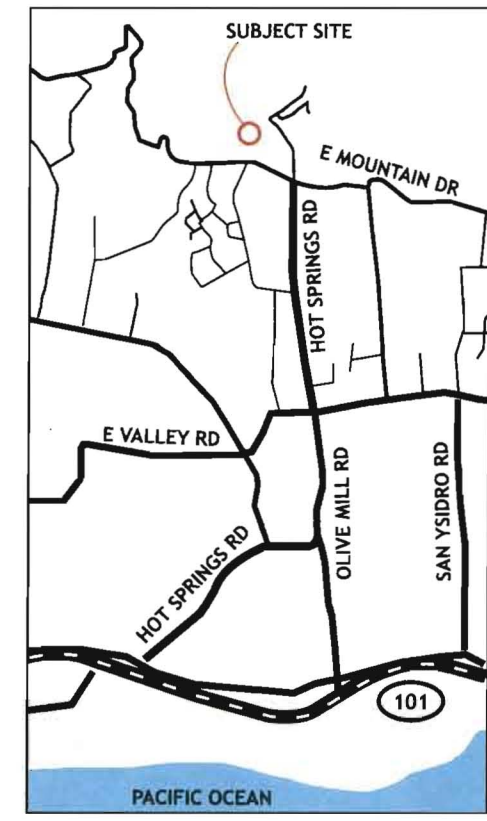 SUBJECT SITE
E MOUNTAIN DR
HOT SPRINGS RD
E VALLEY RD
OLIVE MILL RD
SAN YSIDRO RD
HOT SPRINGS RD
101
PACIFIC OCEAN